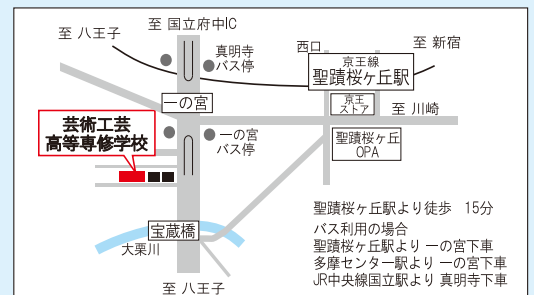 至 国立府中IC
至 八王子
真明寺
バス停
西口
至 新宿
京王線
聖蹟桜ヶ丘駅
京王
ストア
一の宮
至 川崎
芸術工芸
高等専修学校
一の宮
バス停
聖蹟桜ヶ丘
OPA
宝蔵橋
大栗川
至 八王子
聖蹟桜ヶ丘駅より徒歩 15分
バス利用の場合
聖蹟桜ヶ丘駅より 一の宮下車
多摩センター駅より 一の宮下車
JR中央線国立駅より 真明寺下車